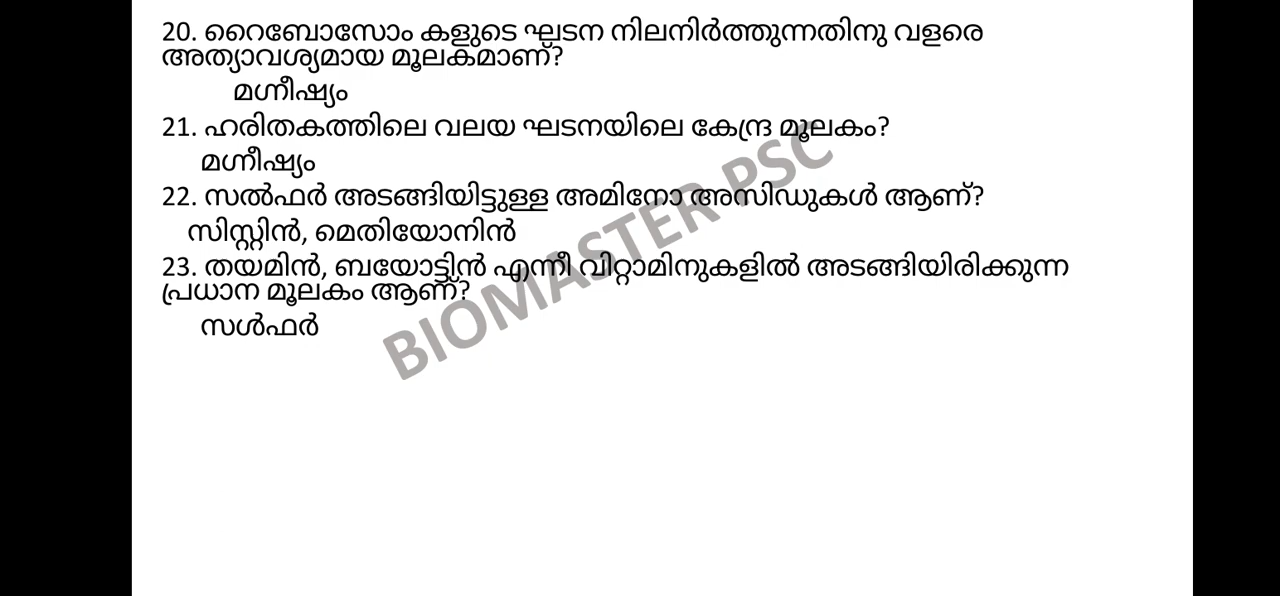 20. റൈബോസോം കളുടെ ഘടന നിലനിർത്തുന്നതിനു വളരെ
അത്യാവശ്യമായ മൂലകമാണ്?
മഗ്നീഷ്യം
21. ഹരിതകത്തിലെ വലയ ഘടനയിലെ കേന്ദ്ര മൂലകം?
മഗ്നീഷ്യം
22. സൽഫർ അടങ്ങിയിട്ടുള്ള അമിനോ അസിഡുകൾ ആണ്?
സിസ്റ്റിൻ, മെതിയോനിൻ
23. തയമിൻ, ബയോട്ടിൻ എന്നീ വിറ്റാമിനുകളിൽ അടങ്ങിയിരിക്കുന്ന
പ്രധാന മൂലകം ആണ്?
സൾഫർ
BIOMASTER PSC